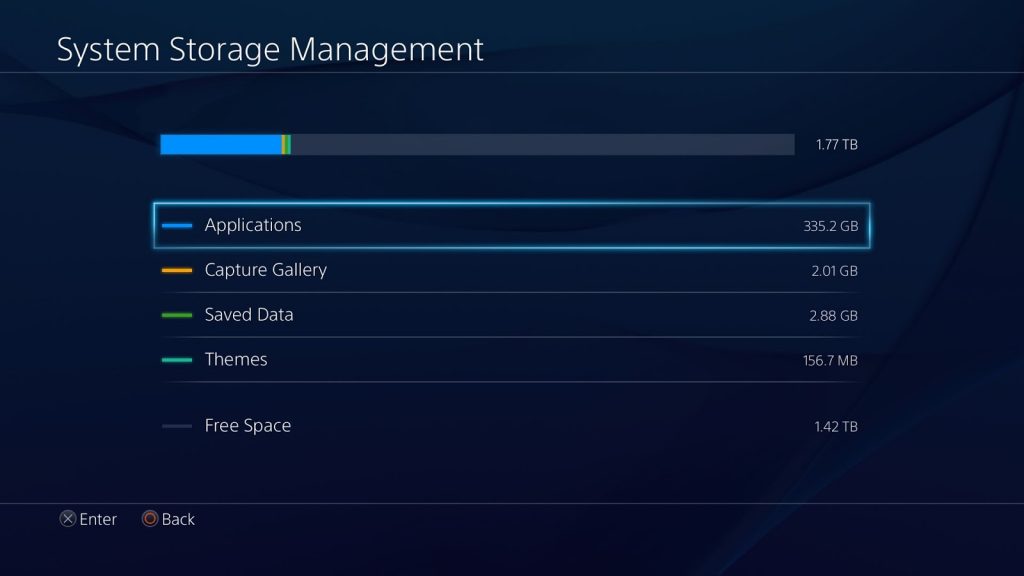 System Storage Management
1.77 TB
Applications 335.2 GB
Capture Gallery 2.01 GB
Saved Data 2.88 GB
Themes 156.7 MB
Free Space 1.42 TB
Enter Back